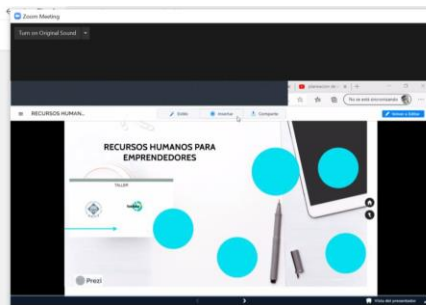 Zoom Meeting
Turn on Original Sound
No se está sincronizando
RECURSOS HUMAN...
Estilo
Insertar
Compartir
Volver a Editar
RECURSOS HUMANOS PARA
EMPRENDEDORES
TALLER
Prezi
Vista del presentador